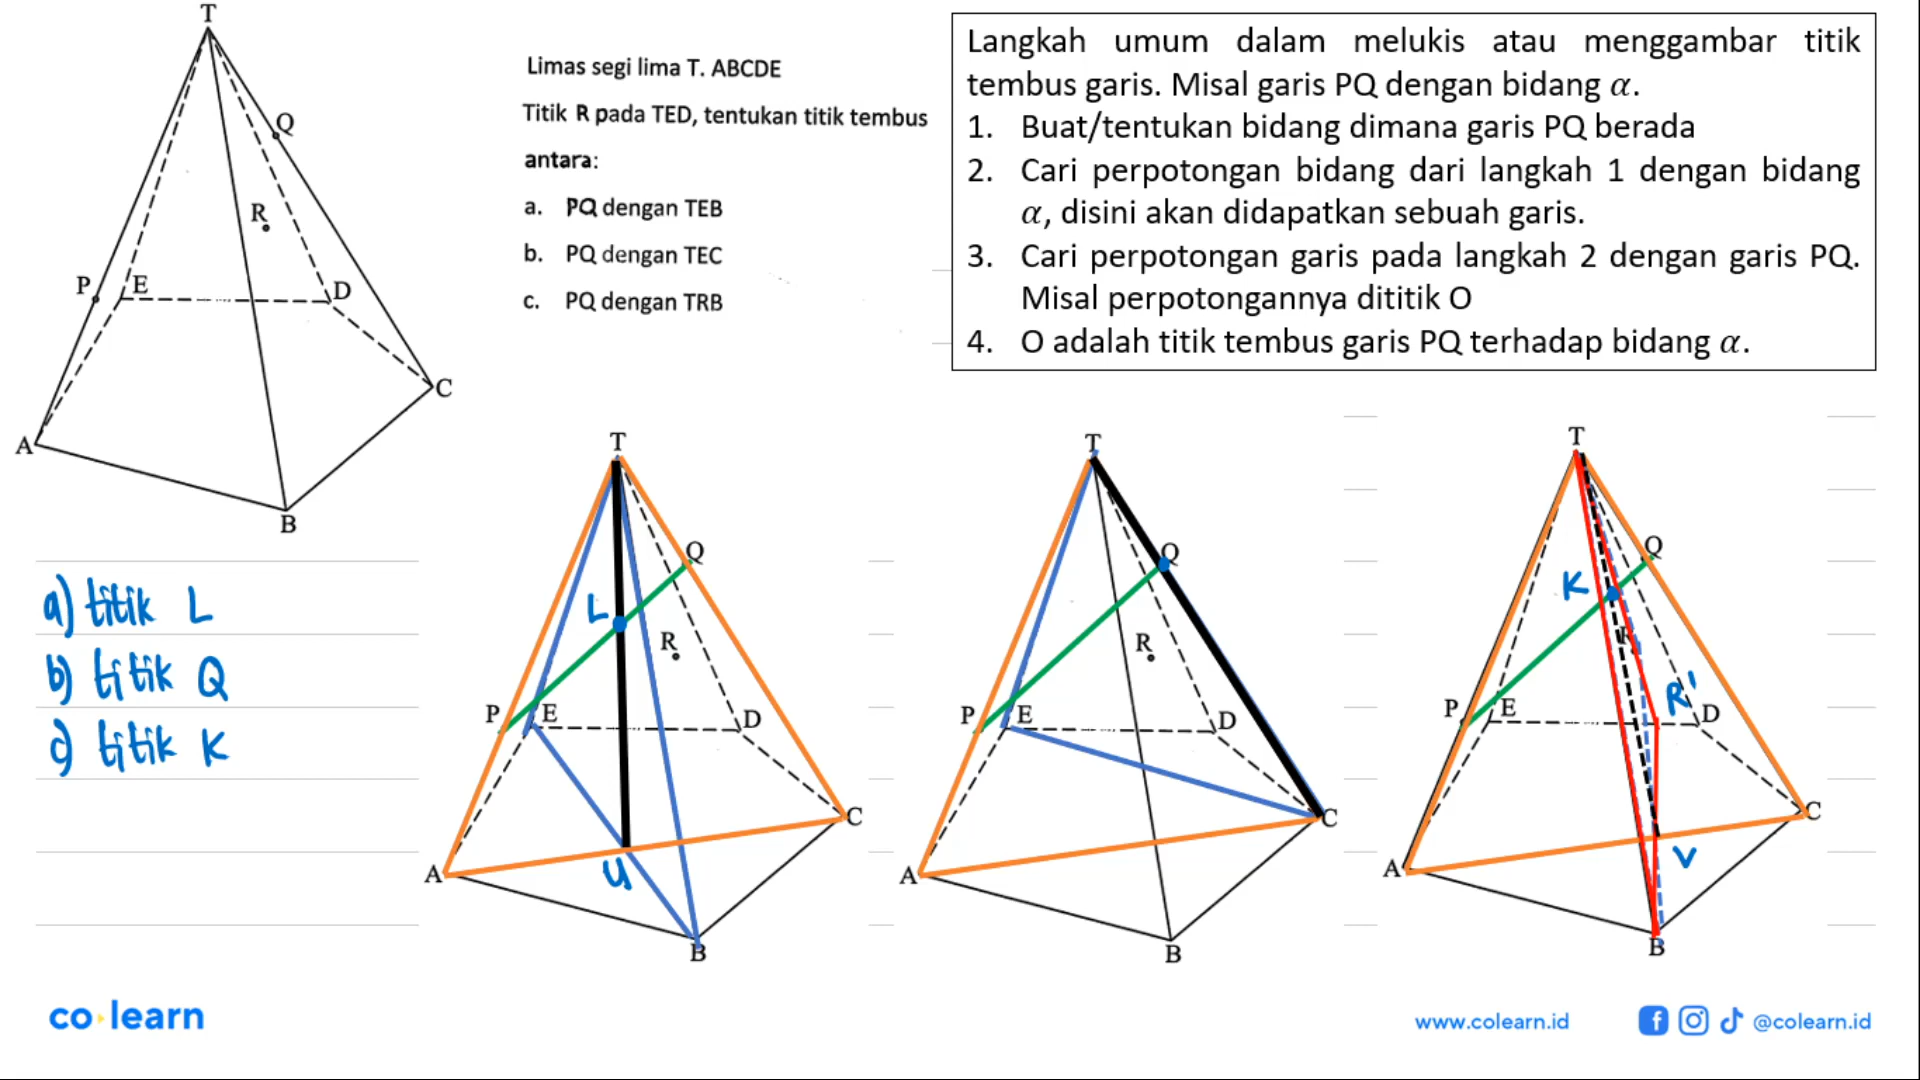 T
Q
R
P
E
D
C
A
B
Limas segi lima T. ABCDE
Titik R pada TED, tentukan titik tembus
antara:
a. PQ dengan TEB
b. PQ dengan TEC
c. PQ dengan TRB
Langkah umum dalam melukis atau menggambar titik
tembus garis. Misal garis PQ dengan bidang α.
1. Buat/tentukan bidang dimana garis PQ berada
2. Cari perpotongan bidang dari langkah 1 dengan bidang
α, disini akan didapatkan sebuah garis.
3. Cari perpotongan garis pada langkah 2 dengan garis PQ.
Misal perpotongannya dititik O
4. O adalah titik tembus garis PQ terhadap bidang α.
a) titik L
b) titik Q
c) titik K
T
Q
L
R
P
E
D
C
A
U
B
T
Q
R
P
E
D
C
A
B
T
Q
K
R
R'
P
E
D
C
V
A
B
co learn
www.colearn.id
@colearn.id